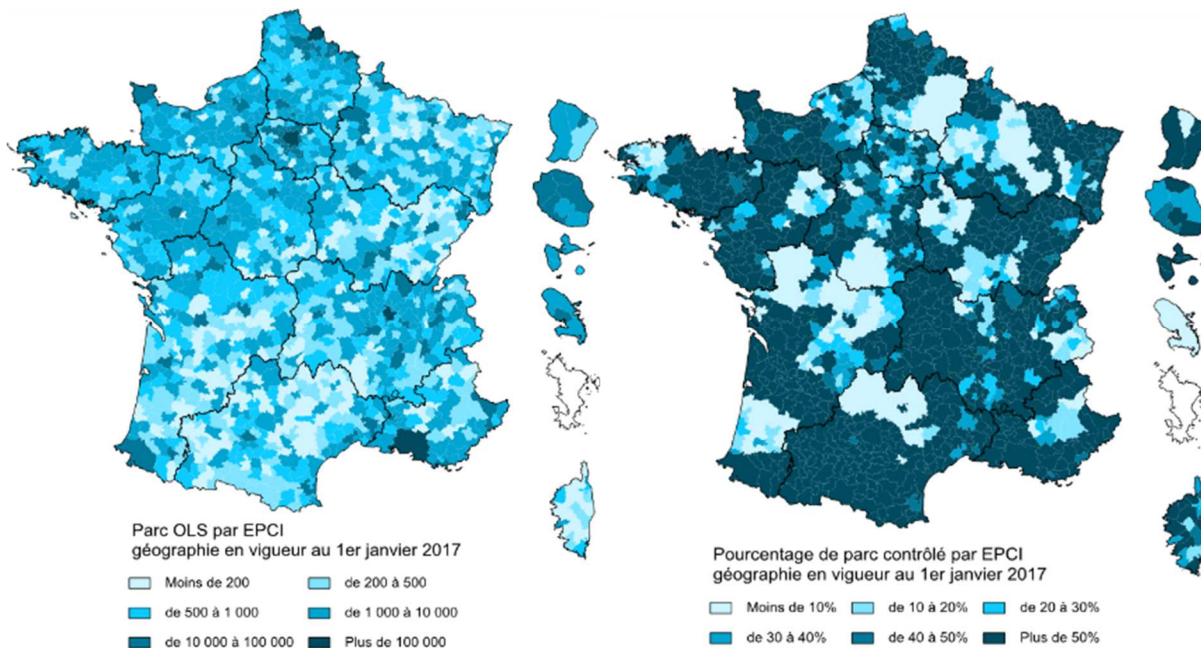 Parc OLS par EPCI
géographie en vigueur au 1er janvier 2017
Moins de 200
de 200 à 500
de 500 à 1 000
de 1 000 à 10 000
de 10 000 à 100 000
Plus de 100 000
Pourcentage de parc contrôlé par EPCI
géographie en vigueur au 1er janvier 2017
Moins de 10%
de 10 à 20%
de 20 à 30%
de 30 à 40%
de 40 à 50%
Plus de 50%